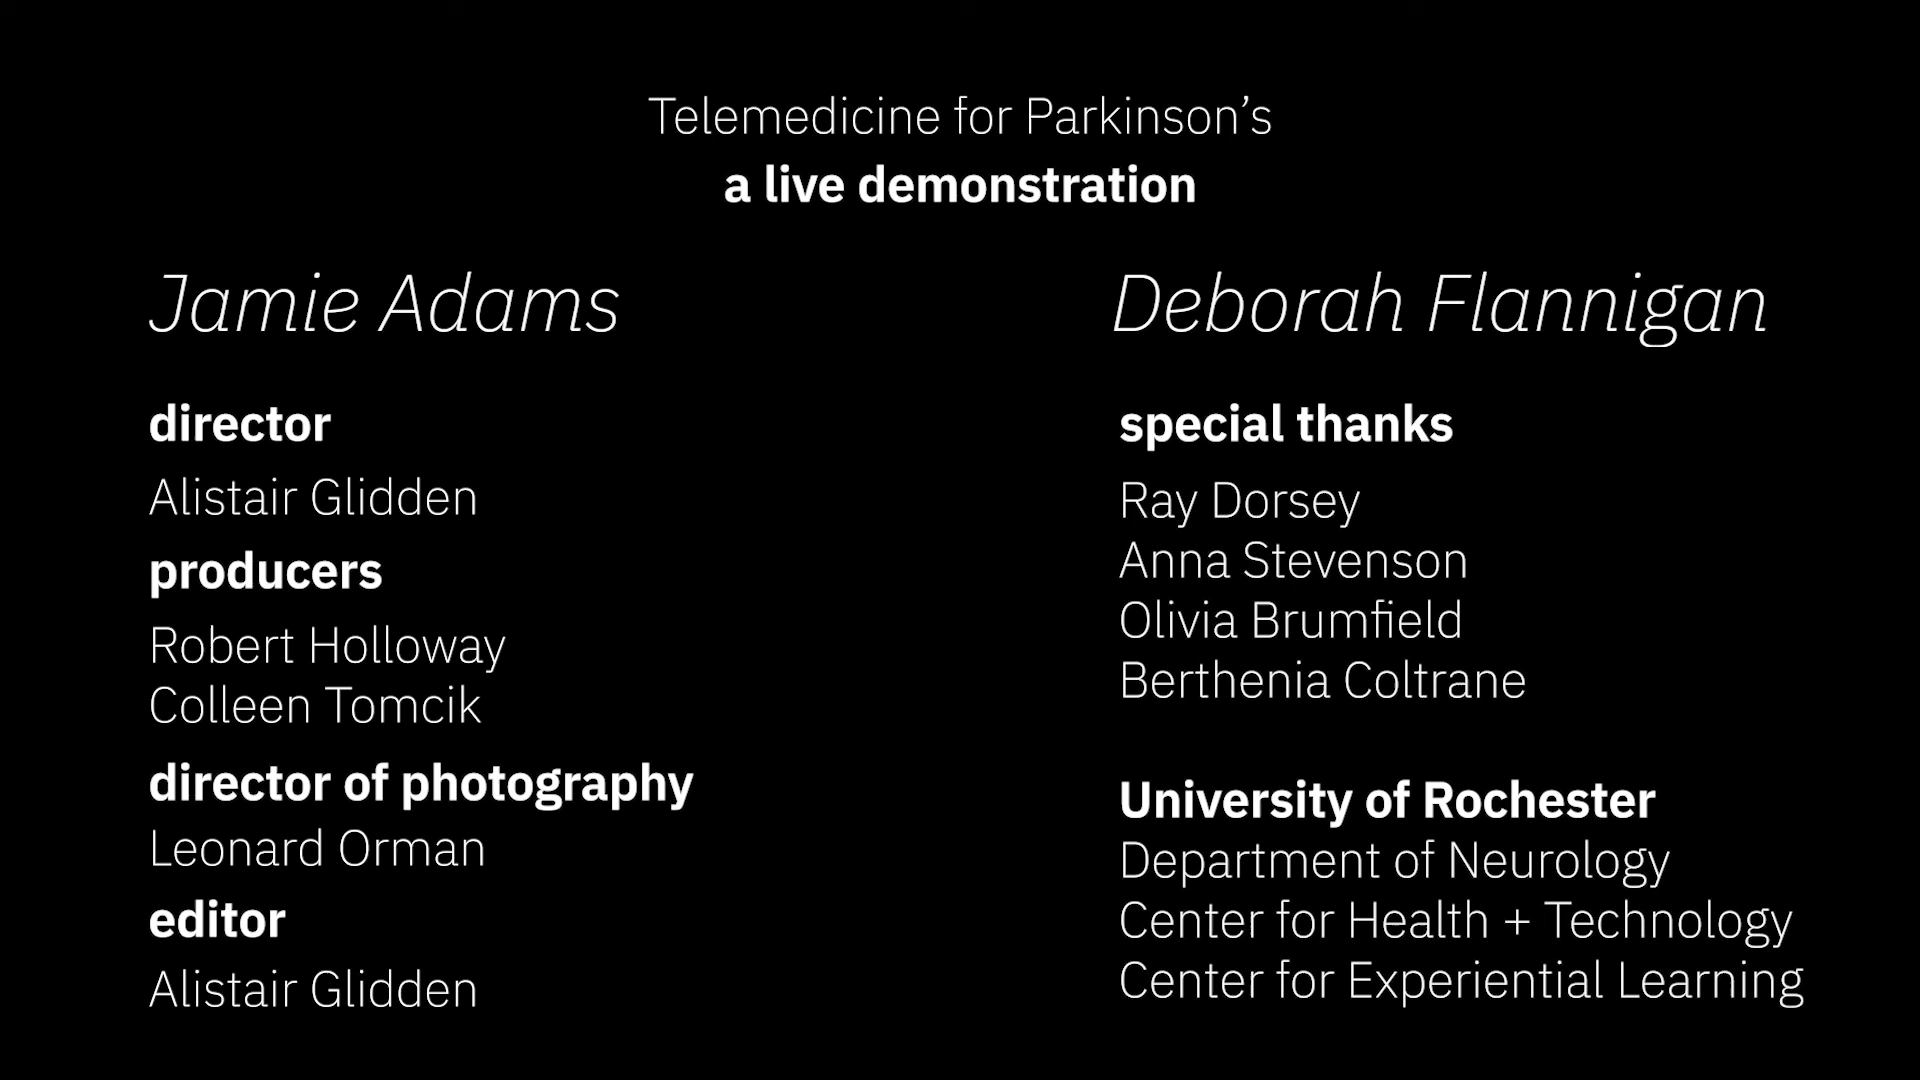 Telemedicine for Parkinson’s
a live demonstration
Jamie Adams
Deborah Flannigan
director
Alistair Glidden
producers
Robert Holloway
Colleen Tomcik
director of photography
Leonard Orman
editor
Alistair Glidden
special thanks
Ray Dorsey
Anna Stevenson
Olivia Brumfield
Berthenia Coltrane
University of Rochester
Department of Neurology
Center for Health + Technology
Center for Experiential Learning